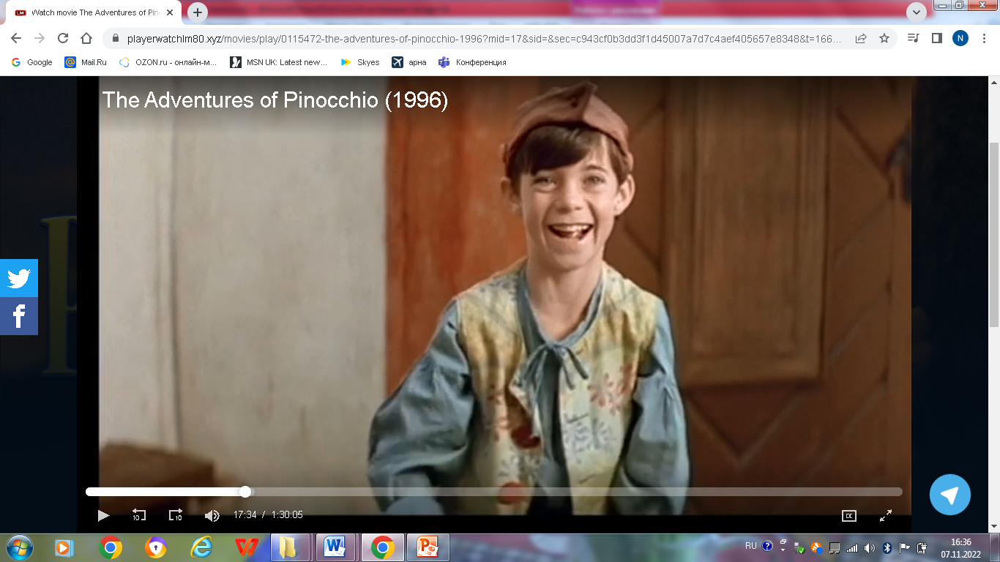 LM Watch movie The Adventures of Pin
playerwatchlm80.xyz/movies/play/0115472-the-adventures-of-pinocchio-1996?mid=17&sid=&sec=c943cf0b3dd3f1d45007a7d7c4aef405657e8348&t=166... N
Google Mail.Ru OZON.ru - онлайн-м... MSN UK: Latest new... Skyes арна Конференция
The Adventures of Pinocchio (1996)
10 10 17:34 / 1:30:05
RU 16:36
07.11.2022